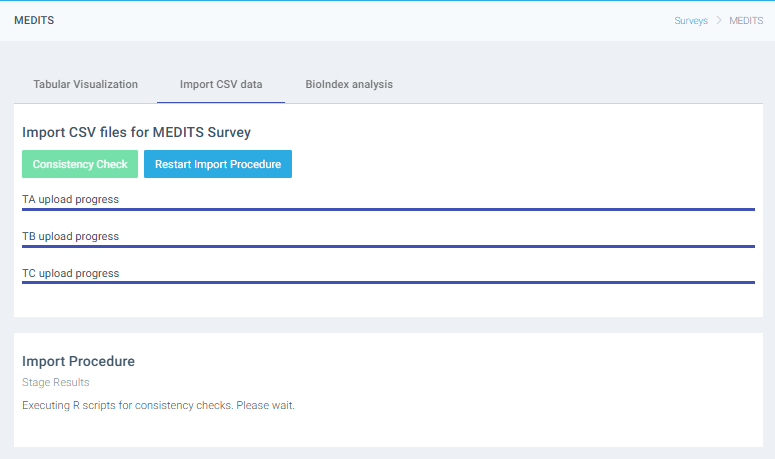 MEDITS
Surveys > MEDITS
Tabular Visualization Import CSV data BioIndex analysis
Import CSV files for MEDITS Survey
Consistency Check Restart Import Procedure
TA upload progress
TB upload progress
TC upload progress
Import Procedure
Stage Results
Executing R scripts for consistency checks. Please wait.